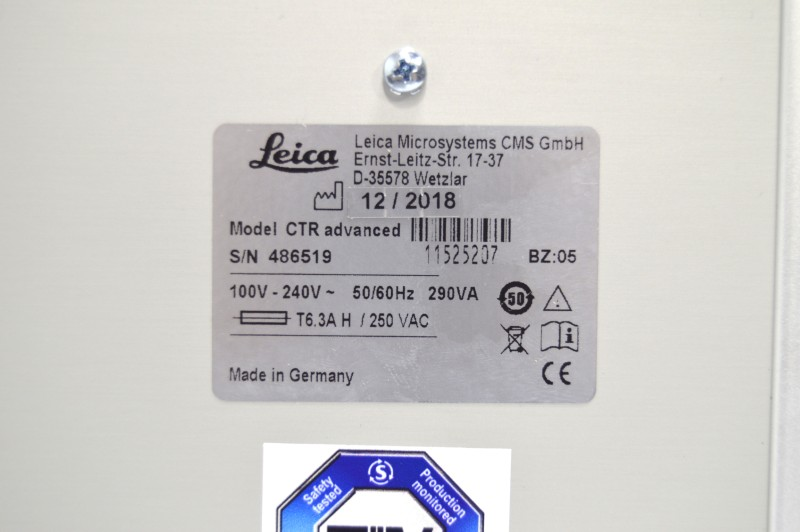 Leica
Leica Microsystems CMS GmbH
Ernst-Leitz-Str. 17-37
D-35578 Wetzlar
12 / 2018
Model CTR advanced
S/N 486519
11525207
BZ:05
100V - 240V ~ 50/60Hz 290VA
50
T6.3A H / 250 VAC
i
Made in Germany
CE
Safety
tested
S
Production
monitored